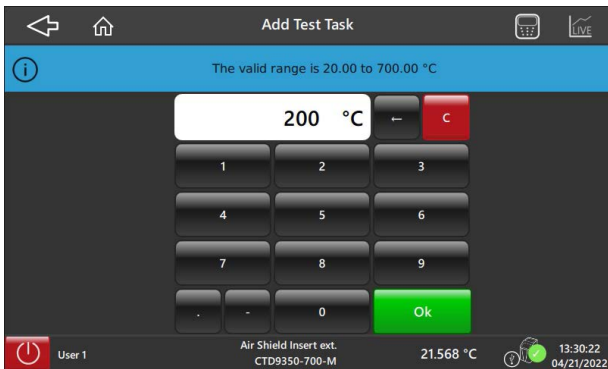 Add Test Task
LIVE
The valid range is 20.00 to 700.00 °C
200 °C ← C
1 2 3
4 5 6
7 8 9
. - 0 Ok
User 1
Air Shield Insert ext.
CTD9350-700-M
21.568 °C
13:30:22
04/21/2022